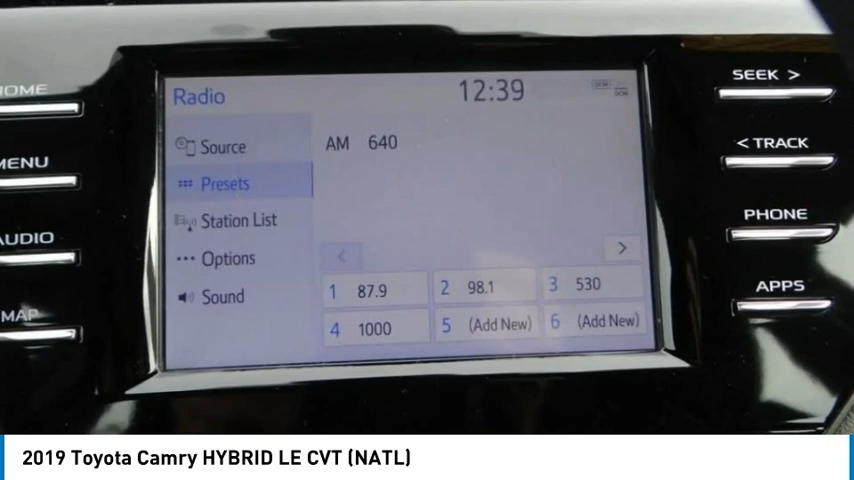 HOME
MENU
AUDIO
MAP
Radio
12:39
Source
Presets
Station List
Options
Sound
AM 640
<
>
1 87.9
2 98.1
3 530
4 1000
5 (Add New)
6 (Add New)
SEEK >
< TRACK
PHONE
APPS
2019 Toyota Camry HYBRID LE CVT (NATL)